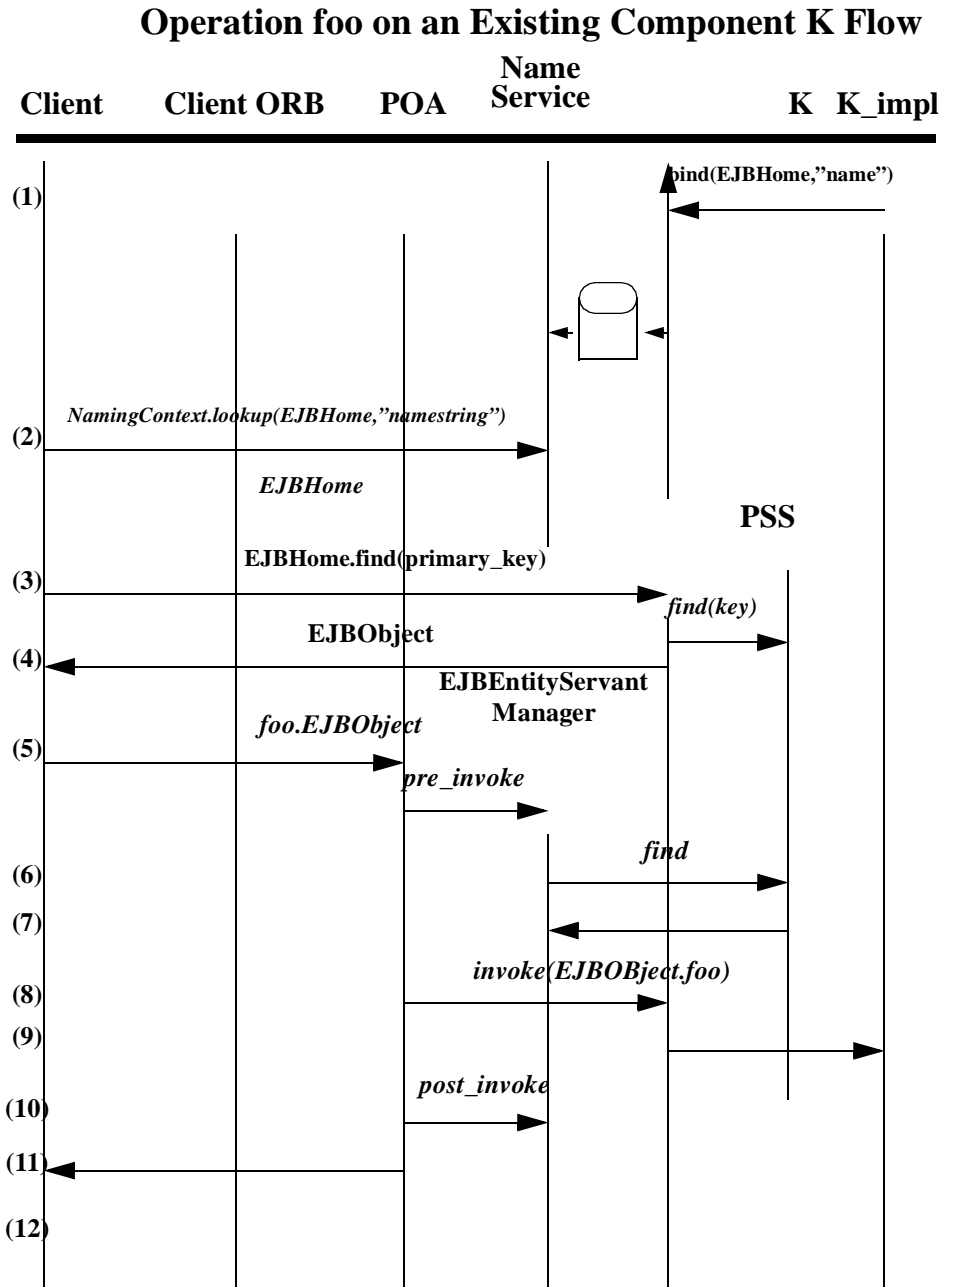 Operation foo on an Existing Component K Flow
Name
Service
Client
Client ORB
POA
K
K_impl
bind(EJBHome,”name”)
(1)
NamingContext.lookup(EJBHome,”namestring”)
(2)
EJBHome
PSS
EJBHome.find(primary_key)
(3)
find(key)
EJBObject
(4)
EJBEntityServant
Manager
foo.EJBObject
(5)
pre_invoke
find
(6)
(7)
invoke(EJBOBject.foo)
(8)
(9)
post_invoke
(10)
(11)
(12)